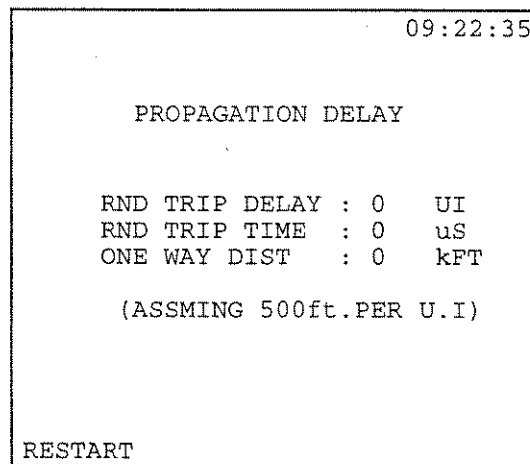 09:22:35
PROPAGATION DELAY
RND TRIP DELAY : 0 UI
RND TRIP TIME : 0 uS
ONE WAY DIST : 0 kFT
(ASSMING 500ft.PER U.I)
RESTART